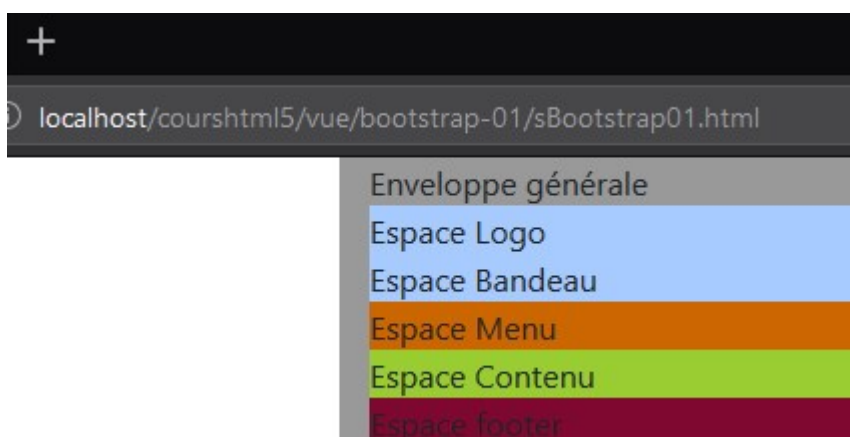 +
localhost/courshtml5/vue/bootstrap-01/sBootstrap01.html
Enveloppe générale
Espace Logo
Espace Bandeau
Espace Menu
Espace Contenu
Espace footer